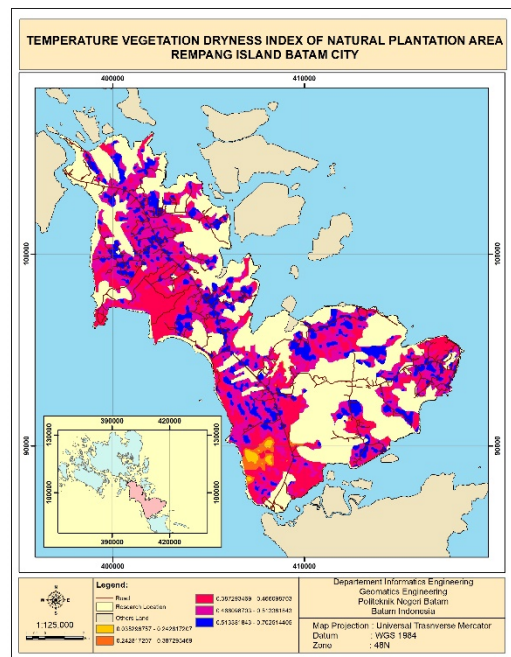 TEMPERATURE VEGETATION DRYNESS INDEX OF NATURAL PLANTATION AREA
REMPANG ISLAND BATAM CITY
400000
410000
100000
100000
90000
90000
390000
420000
130000
130000
100000
100000
390000
420000
400000
410000
1:125,000
Legend:
Road
Research Location
Others Land
Departement Informatics Engineering
Geomatics Engineering
Politeknik Negeri Batam
Batam Indonesia
Map Projection : Universal Trasnverse Mercator
Datum : WGS 1984
Zone : 48N